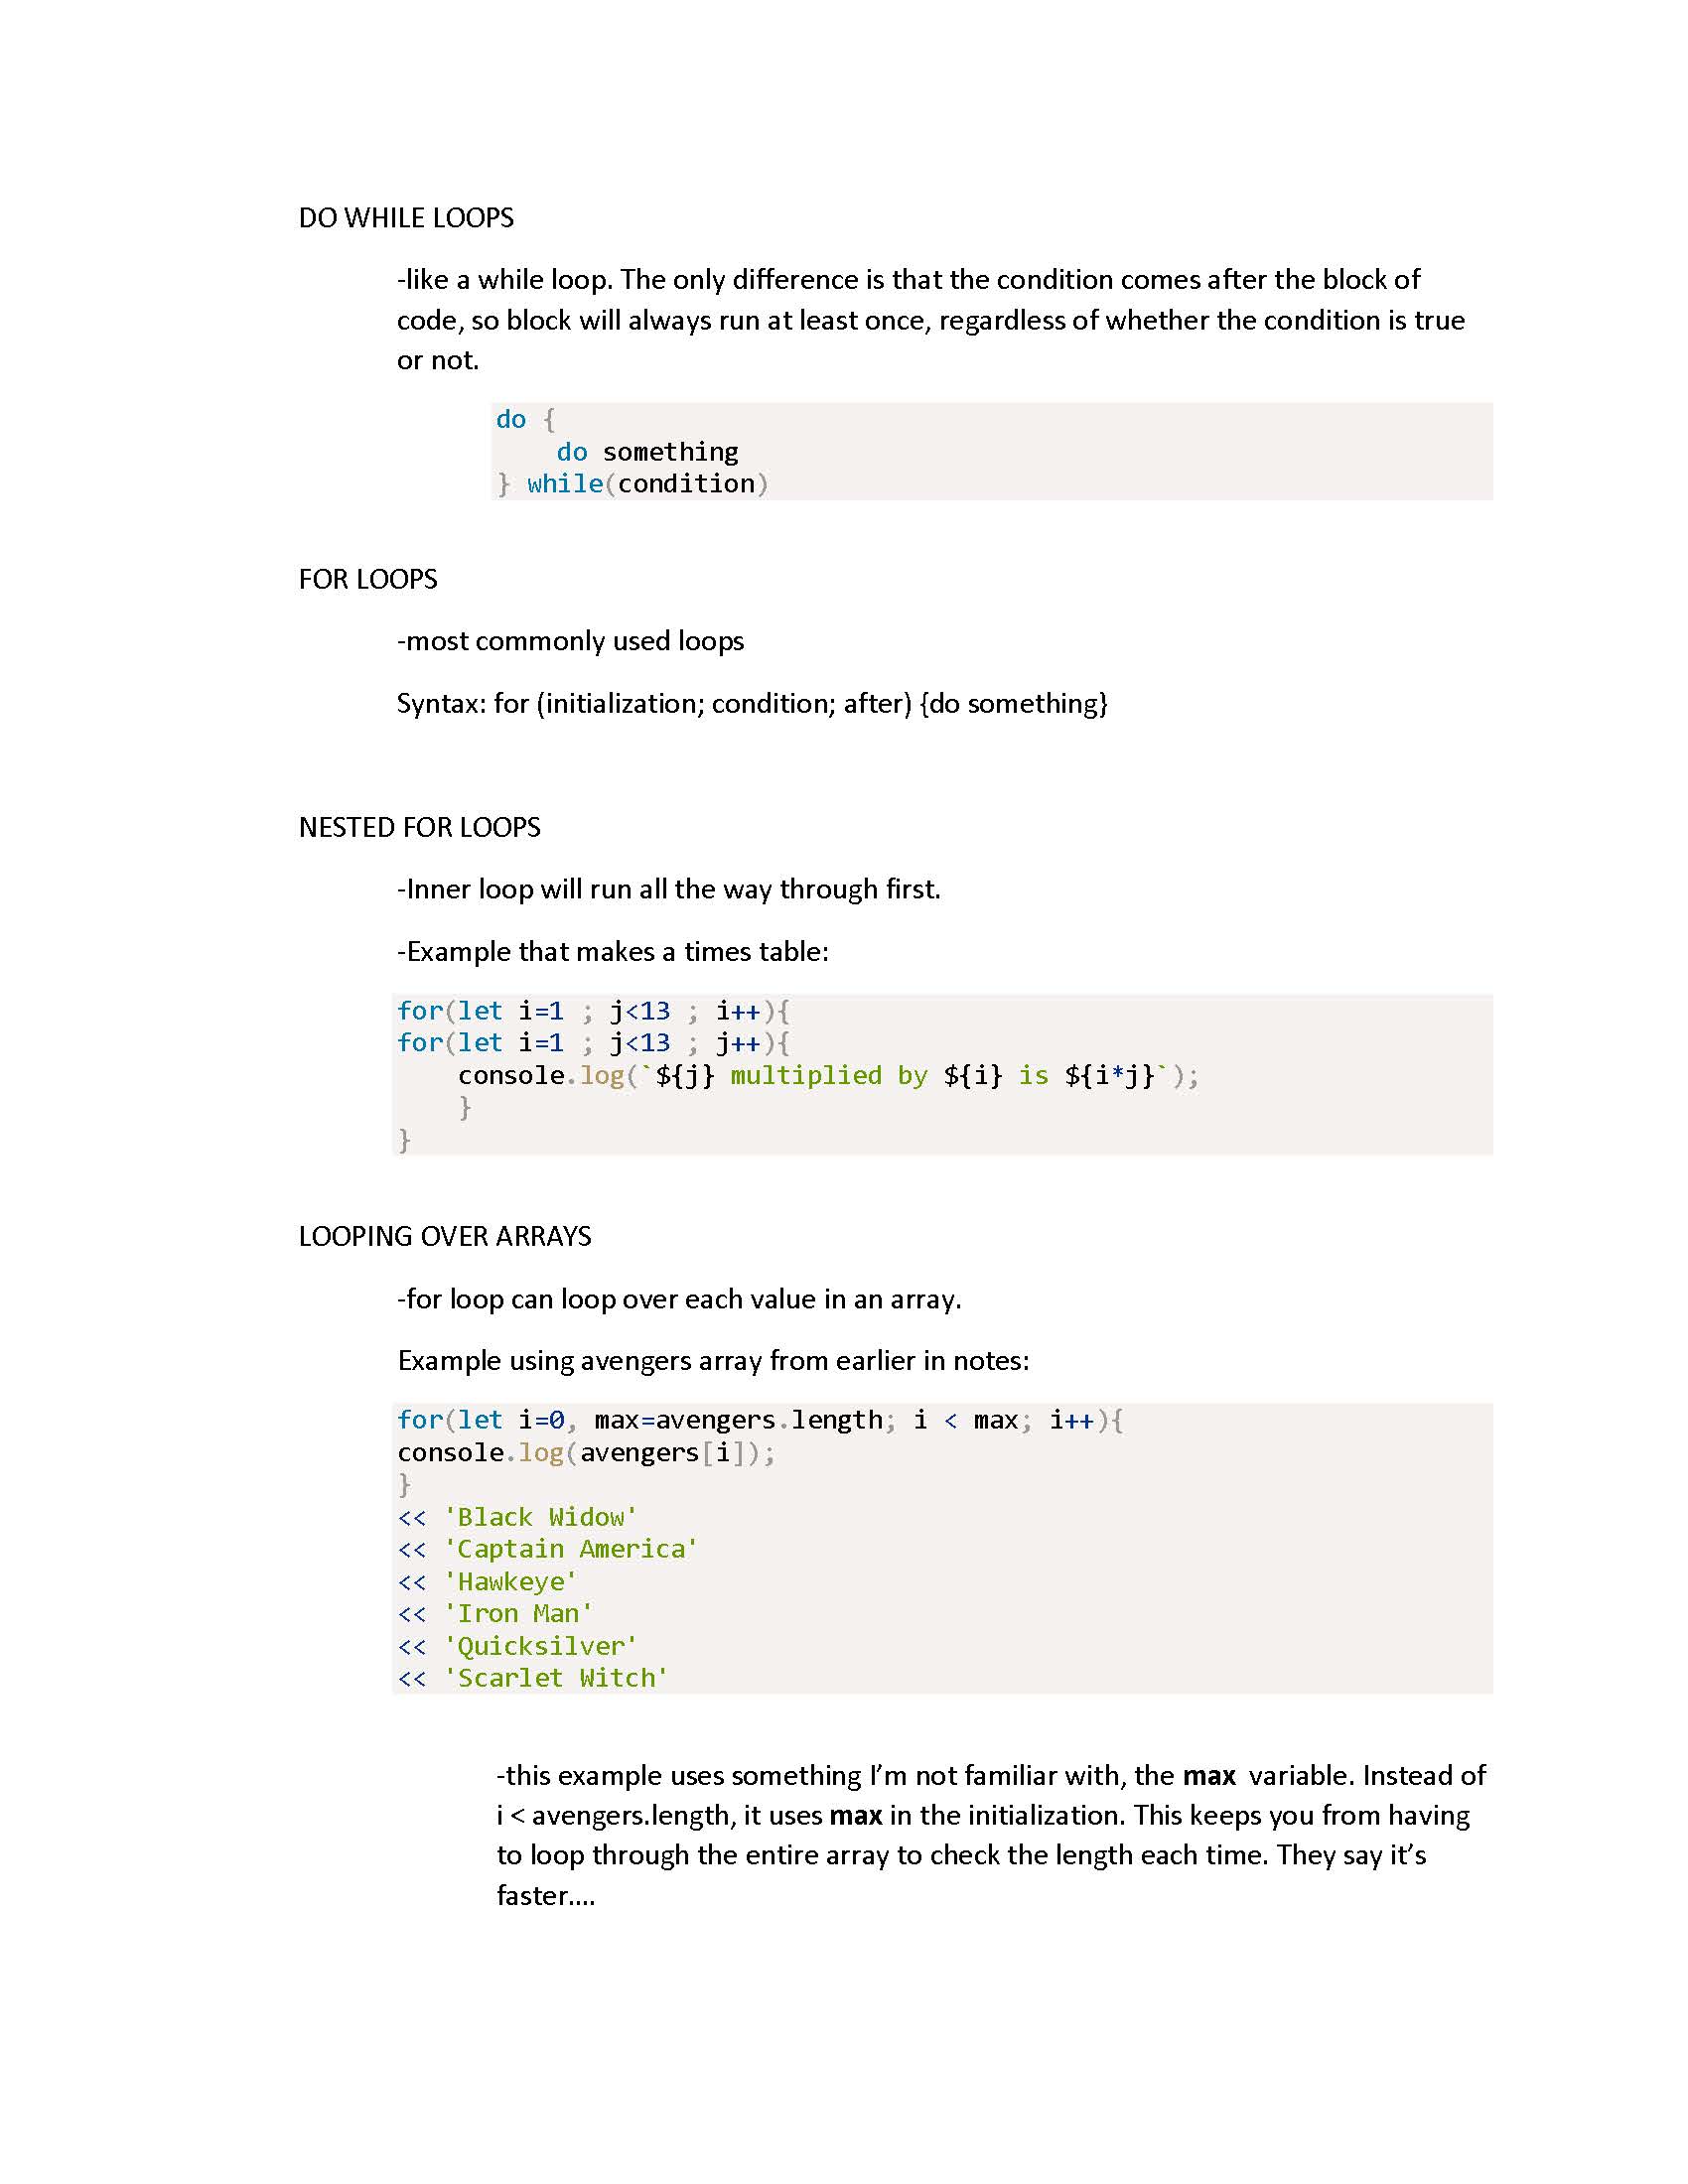 DO WHILE LOOPS
-like a while loop. The only difference is that the condition comes after the block of
code, so block will always run at least once, regardless of whether the condition is true
or not.
do {
    do something
} while(condition)
FOR LOOPS
-most commonly used loops
Syntax: for (initialization; condition; after) {do something}
NESTED FOR LOOPS
-Inner loop will run all the way through first.
-Example that makes a times table:
for(let i=1 ; j<13 ; i++){
for(let i=1 ; j<13 ; j++){
    console.log(`${j} multiplied by ${i} is ${i*j}`);
    }
}
LOOPING OVER ARRAYS
-for loop can loop over each value in an array.
Example using avengers array from earlier in notes:
for(let i=0, max=avengers.length; i < max; i++){
console.log(avengers[i]);
}
<< 'Black Widow'
<< 'Captain America'
<< 'Hawkeye'
<< 'Iron Man'
<< 'Quicksilver'
<< 'Scarlet Witch'
-this example uses something I’m not familiar with, the max  variable. Instead of
i < avengers.length, it uses max in the initialization. This keeps you from having
to loop through the entire array to check the length each time. They say it’s
faster....